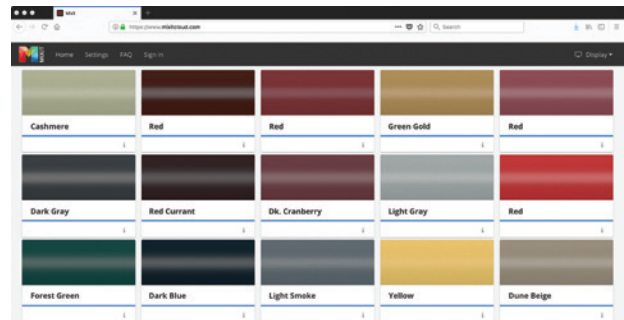 Mixit
https://www.mixitcloud.com
Search
MIXIT
Home Settings FAQ Sign in
Display
Cashmere Red Red Green Gold Red
Dark Gray Red Currant Dk. Cranberry Light Gray Red
Forest Green Dark Blue Light Smoke Yellow Dune Beige